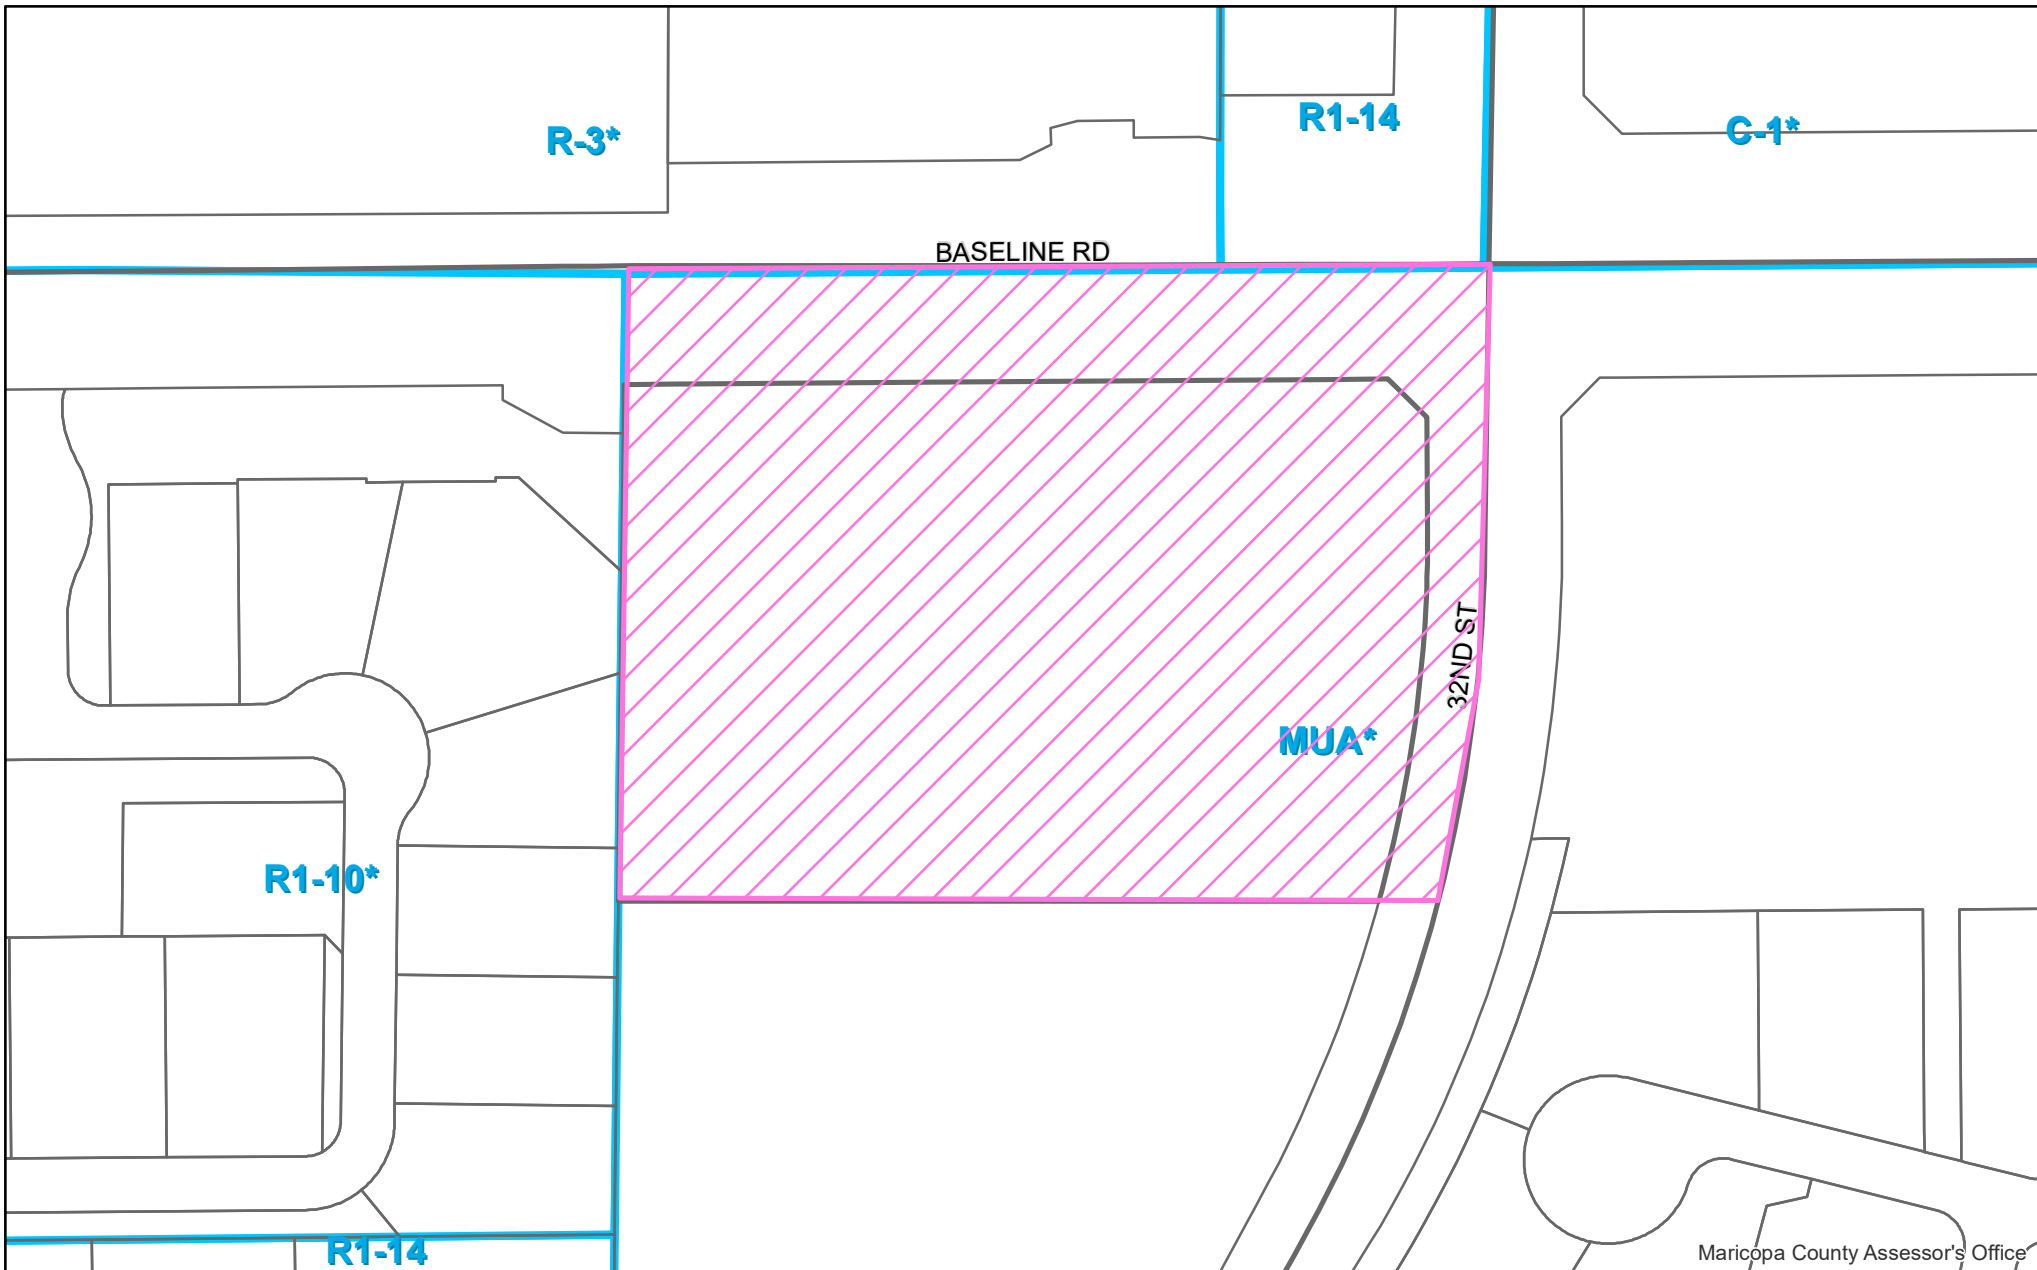 R-3*
R1-14
C-1*
BASELINE RD
32ND ST
MUA*
R1-10*
R1-14
Maricopa County Assessor's Office